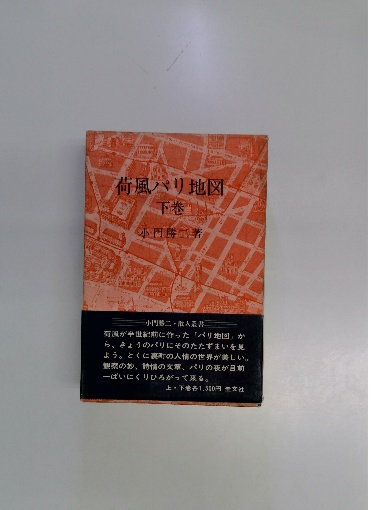 荷風パリ地図
下巻
小門勝二著
小門勝二・散人叢書
荷風が半世紀前に作った「パリ地図」か
ら、きょうのパリにそのたたずまいを見
よう。とくに裏町の人情の世界が美しい。
観察の妙、詩情の文章、パリの夜が目前
一ぱいにくりひろがって来る。
上・下巻各1,300円